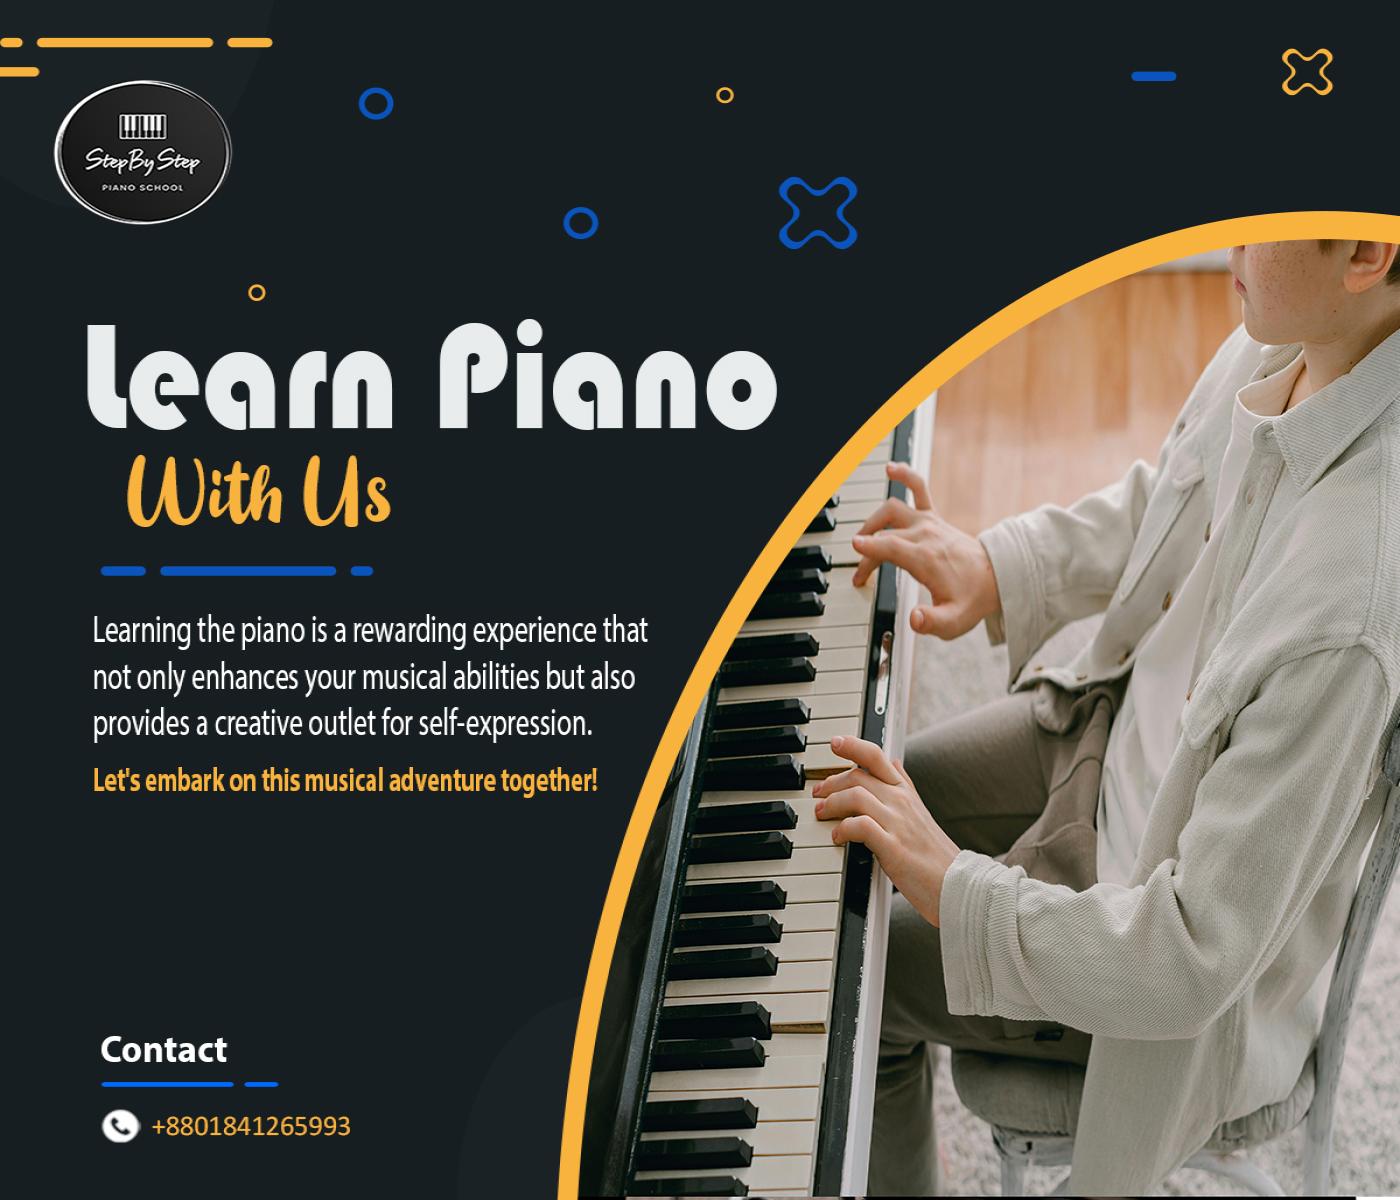 StepByStep
PIANO SCHOOL
Learn Piano
With Us
Learning the piano is a rewarding experience that
not only enhances your musical abilities but also
provides a creative outlet for self-expression.
Let's embark on this musical adventure together!
Contact
+8801841265993